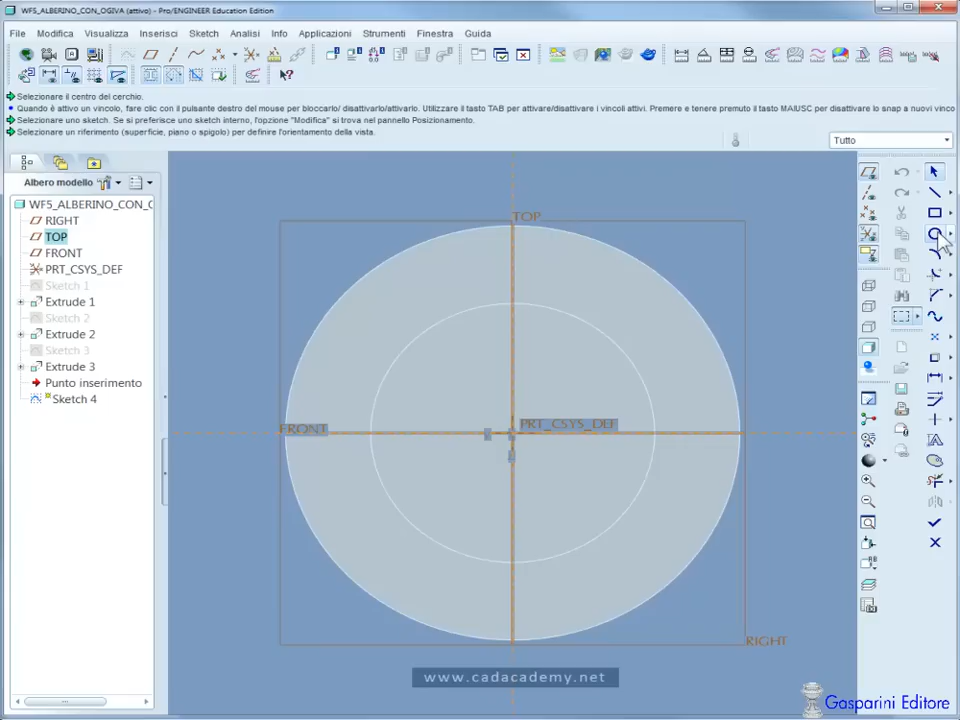 WF5_ALBERINO_CON_OGIVA (attivo) - Pro/ENGINEER Education Edition
File Modifica Visualizza Inserisci Sketch Analisi Info Applicazioni Strumenti Finestra Guida
Selezionare il centro del cerchio.
Quando è attivo un vincolo, fare clic con il pulsante destro del mouse per bloccarlo/ disattivarlo/attivarlo. Utilizzare il tasto TAB per attivare/disattivare i vincoli attivi. Premere e tenere premuto il tasto MAIUSC per disattivare lo snap a nuovi vinco
Selezionare uno sketch. Se si preferisce uno sketch interno, l'opzione "Modifica" si trova nel pannello Posizionamento.
Selezionare un riferimento (superficie, piano o spigolo) per definire l'orientamento della vista.
Tutto
Albero modello
WF5_ALBERINO_CON_O
RIGHT
TOP
FRONT
PRT_CSYS_DEF
Sketch 1
Extrude 1
Sketch 2
Extrude 2
Sketch 3
Extrude 3
Punto inserimento
Sketch 4
TOP
FRONT
PRT_CSYS_DEF
RIGHT
www.cadacademy.net
Gasparini Editore